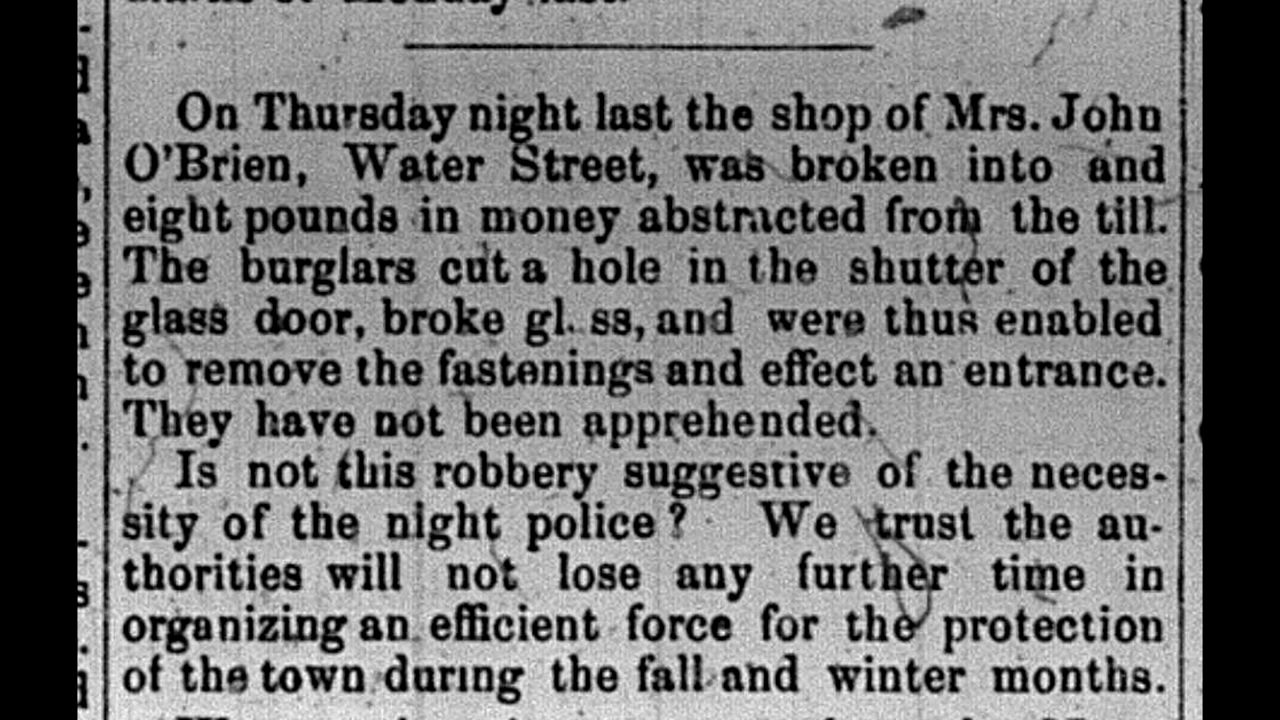 On Thursday night last the shop of Mrs. John
O'Brien, Water Street, was broken into and
eight pounds in money abstracted from the till.
The burglars cut a hole in the shutter of the
glass door, broke gl. ss, and were thus enabled
to remove the fastenings and effect an entrance.
They have not been apprehended.
Is not this robbery suggestive of the neces-
sity of the night police? We trust the au-
thorities will not lose any further time in
organizing an efficient force for the protection
of the town during the fall and winter months.